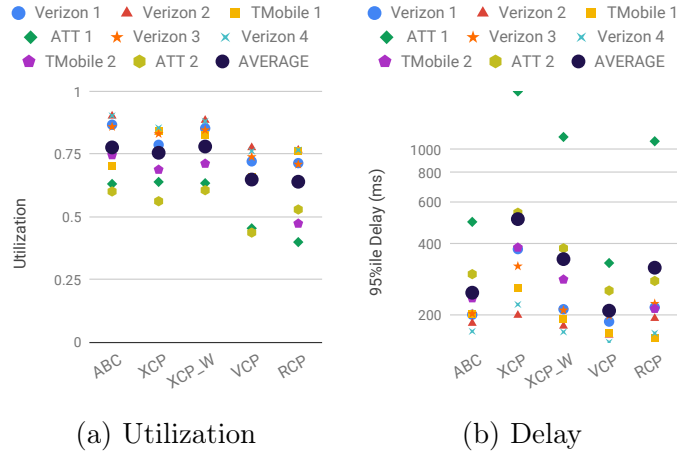 Verizon 1 Verizon 2 TMobile 1
ATT 1 Verizon 3 Verizon 4
TMobile 2 ATT 2 AVERAGE
1
0.75
0.5
0.25
0
Utilization
ABC XCP XCP_W VCP RCP
(a) Utilization
Verizon 1 Verizon 2 TMobile 1
ATT 1 Verizon 3 Verizon 4
TMobile 2 ATT 2 AVERAGE
1000
800
600
400
200
95%ile Delay (ms)
ABC XCP XCP_W VCP RCP
(b) Delay